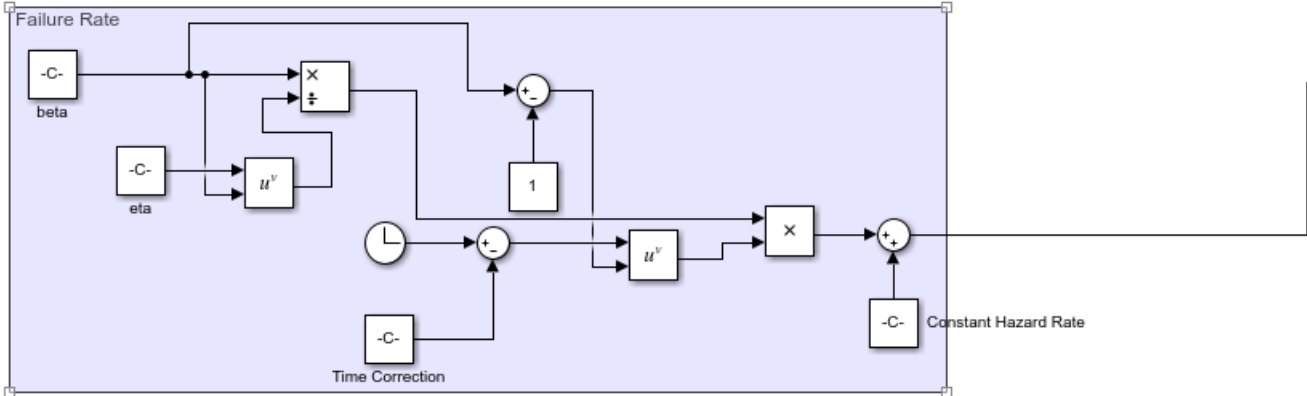 Failure Rate
-C-
beta
×
÷
+
-
-C-
eta
u^v
1
+
-
u^v
×
+
+
-C-
Time Correction
-C-
Constant Hazard Rate